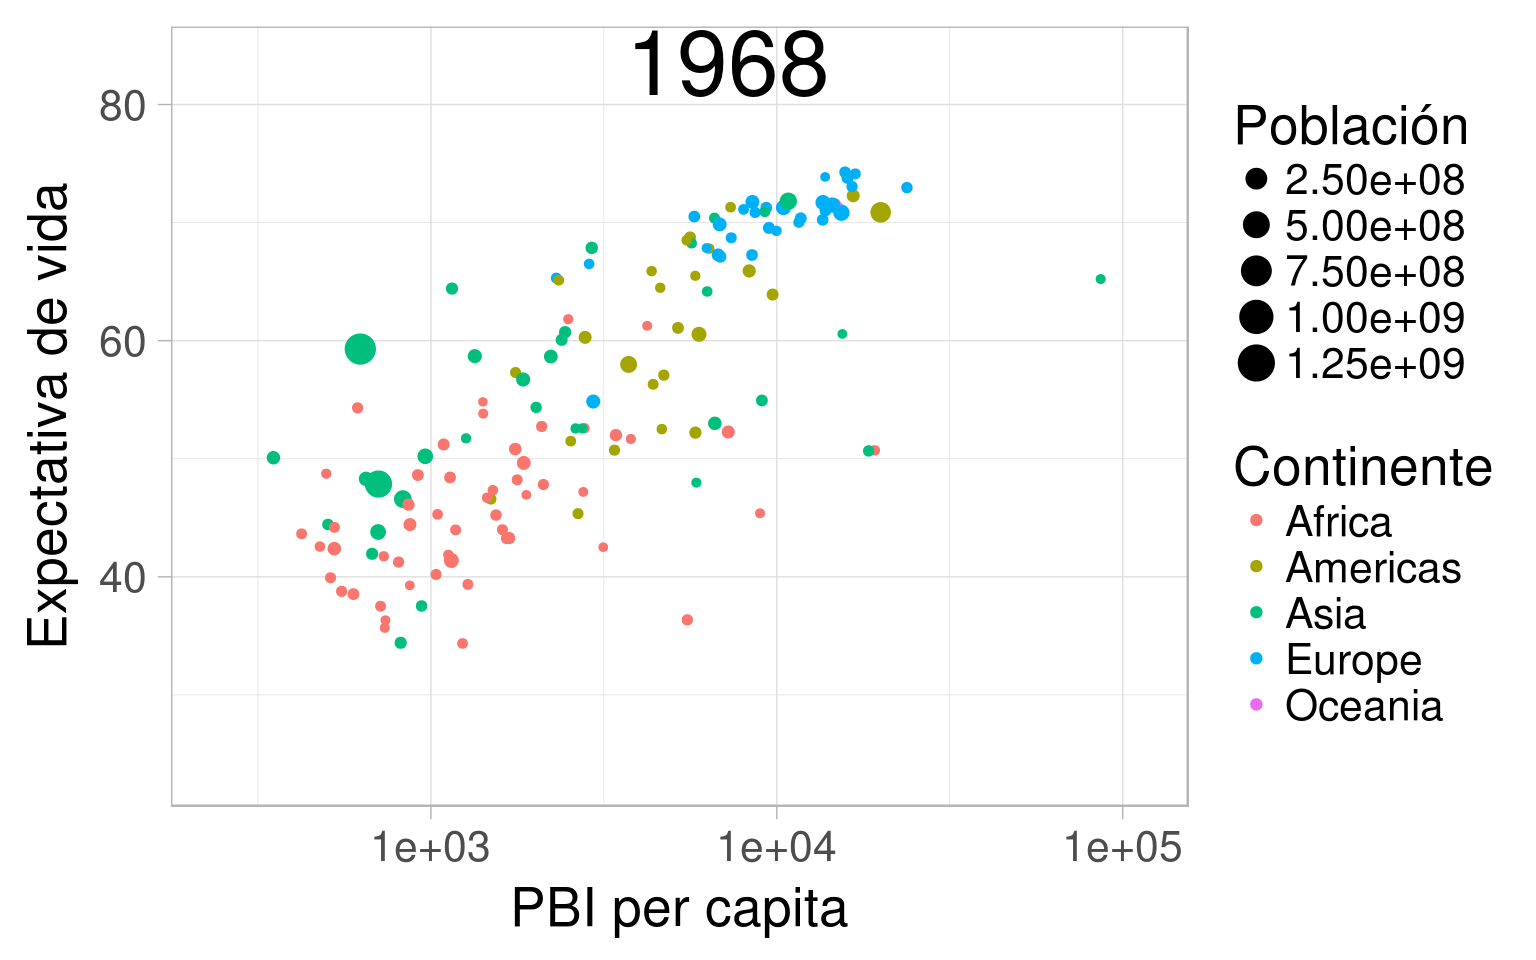 1968
80
60
40
Expectativa de vida
1e+03
1e+04
1e+05
PBI per capita
Población
2.50e+08
5.00e+08
7.50e+08
1.00e+09
1.25e+09
Continente
Africa
Americas
Asia
Europe
Oceania